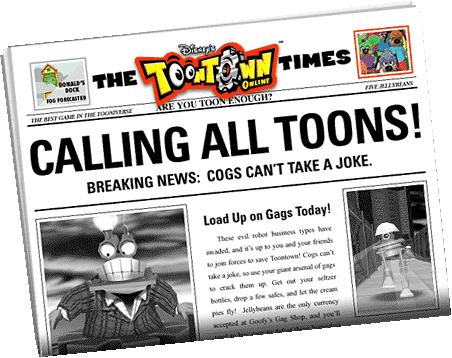 DONALD'S
DOCK
FOG FORECASTED
THE
Disney's
TOONTOWN
ONLINE
™
TIMES
THE BEST GAME IN THE TOONIVERSE
ARE YOU TOON ENOUGH?
FIVE JELLYBEANS
CALLING ALL TOONS!
BREAKING NEWS: COGS CAN'T TAKE A JOKE.
Load Up on Gags Today!
These evil robot business types have
invaded, and it's up to you and your friends
to join forces to save Toontown! Cogs can't
take a joke, so use your giant arsenal of gags
to crack them up. Get out your seltzer
bottles, drop a few safes, and let the cream
pies fly! Jellybeans are the only currency
accepted at Goofy's Gag Shop, and you'll